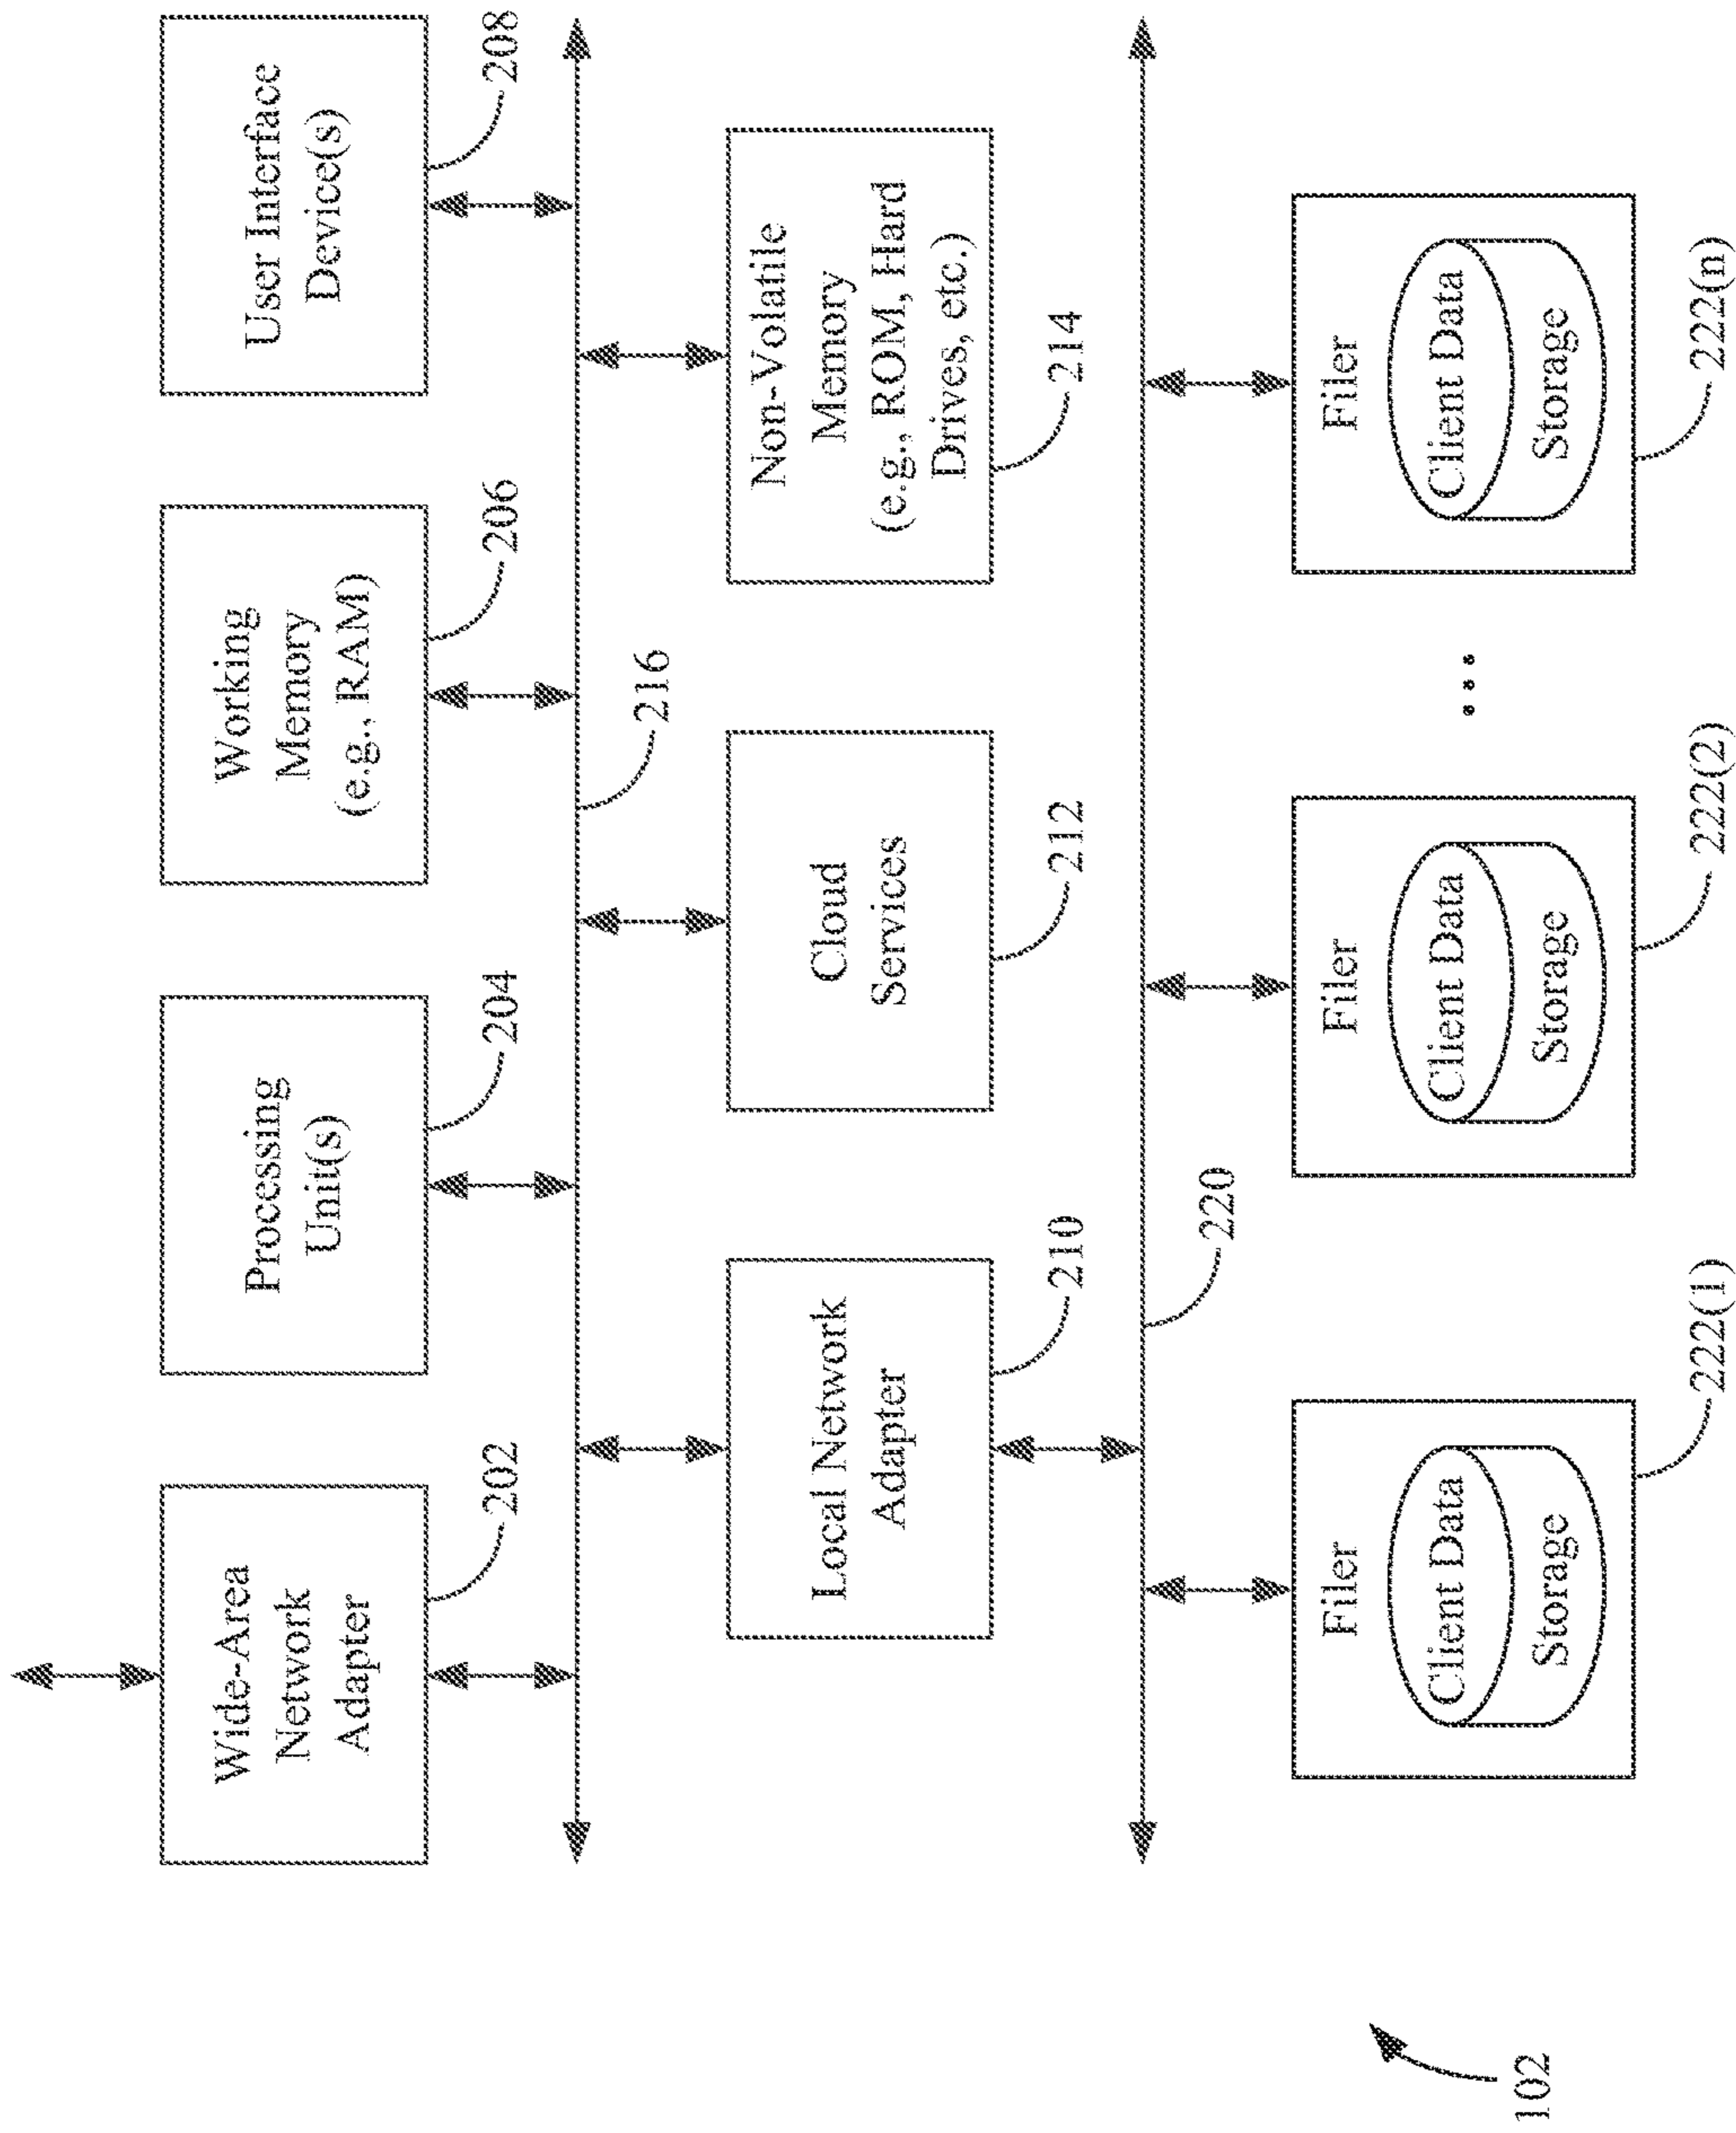 Wide-Area
Network
Adapter
202
Processing
Unit(s)
204
Working
Memory
(e.g., RAM)
206
User Interface
Device(s)
208
216
Local Network
Adapter
210
Cloud
Services
212
Non-Volatile
Memory
(e.g., ROM, Hard
Drives, etc.)
214
220
Filer
Client Data
Storage
222(1)
Filer
Client Data
Storage
222(2)
...
Filer
Client Data
Storage
222(n)
102